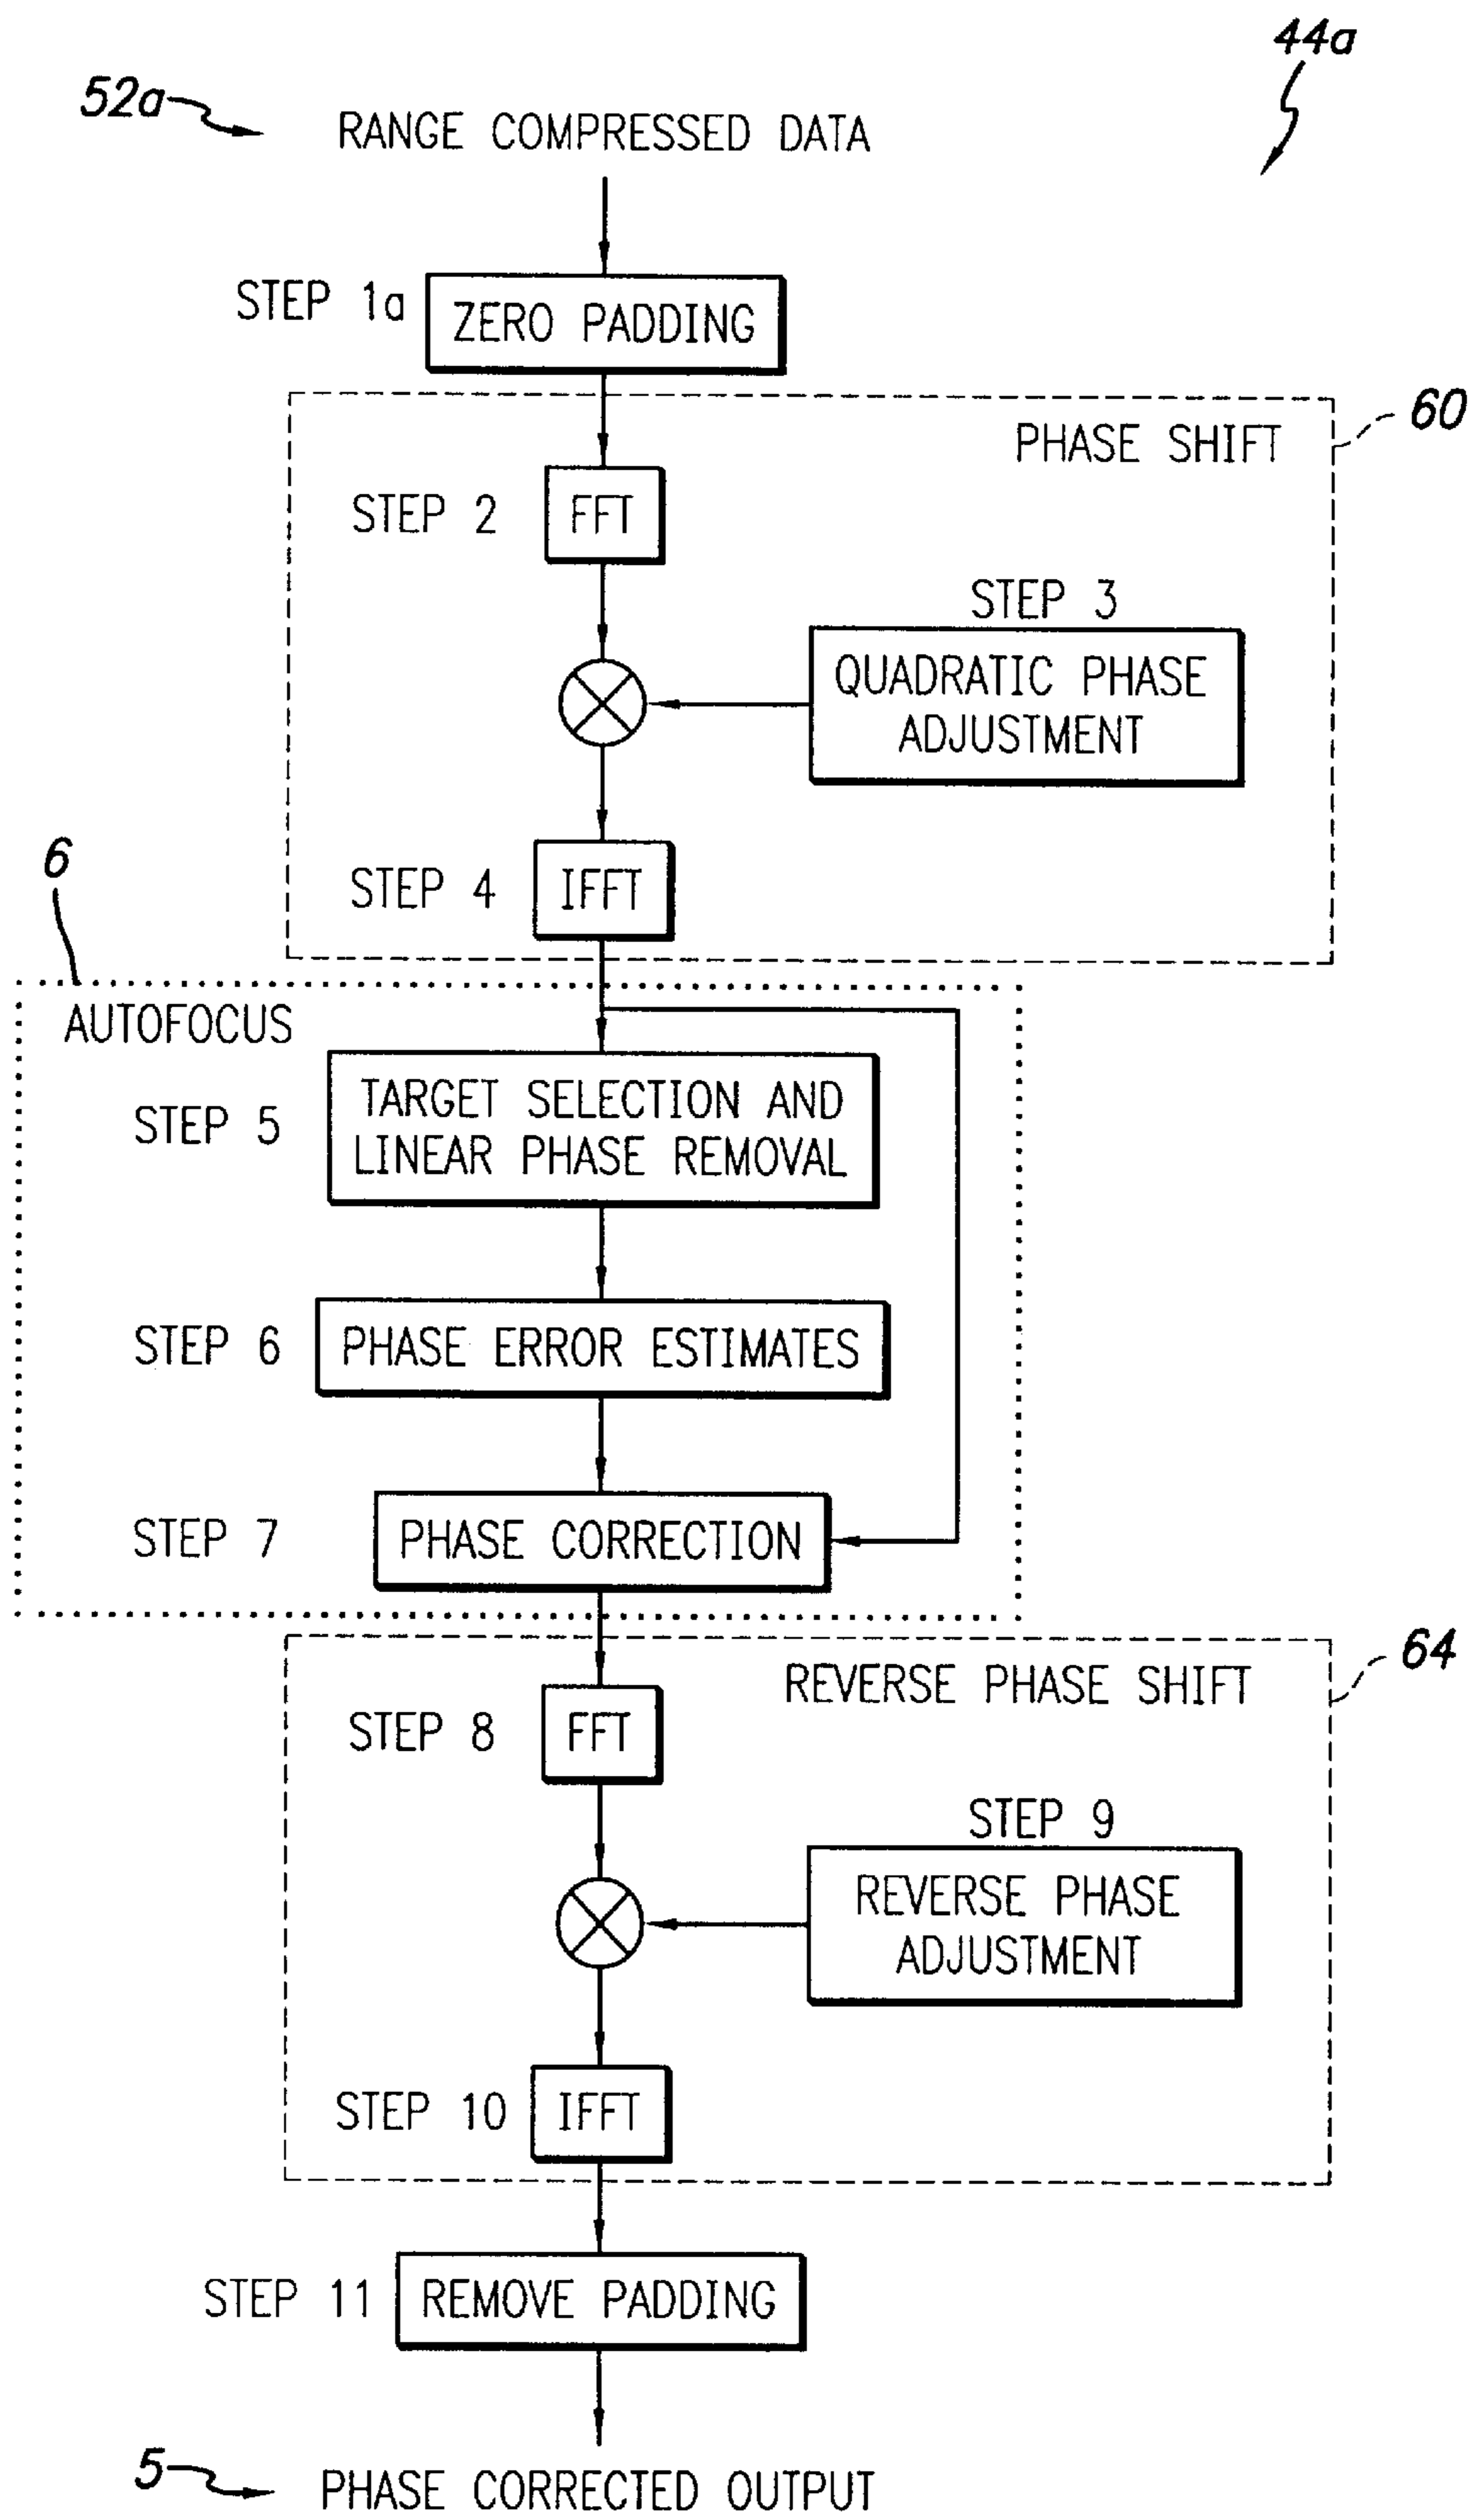 44a
52a
RANGE COMPRESSED DATA
STEP 1a
ZERO PADDING
60
PHASE SHIFT
STEP 2
FFT
STEP 3
QUADRATIC PHASE
ADJUSTMENT
STEP 4
IFFT
6
AUTOFOCUS
STEP 5
TARGET SELECTION AND
LINEAR PHASE REMOVAL
STEP 6
PHASE ERROR ESTIMATES
STEP 7
PHASE CORRECTION
64
REVERSE PHASE SHIFT
STEP 8
FFT
STEP 9
REVERSE PHASE
ADJUSTMENT
STEP 10
IFFT
STEP 11
REMOVE PADDING
5
PHASE CORRECTED OUTPUT